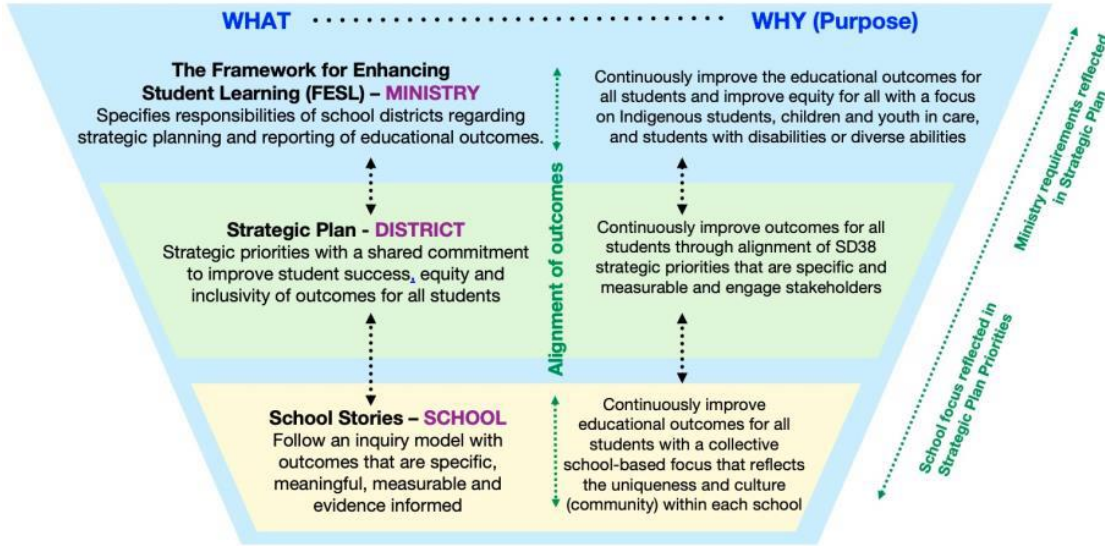 WHAT
WHY (Purpose)
The Framework for Enhancing
Student Learning (FESL) – MINISTRY
Specifies responsibilities of school districts regarding
strategic planning and reporting of educational outcomes.
Continuously improve the educational outcomes for
all students and improve equity for all with a focus
on Indigenous students, children and youth in care,
and students with disabilities or diverse abilities
Strategic Plan - DISTRICT
Strategic priorities with a shared commitment
to improve student success, equity and
inclusivity of outcomes for all students
Continuously improve outcomes for all
students through alignment of SD38
strategic priorities that are specific and
measurable and engage stakeholders
School Stories – SCHOOL
Follow an inquiry model with
outcomes that are specific,
meaningful, measurable and
evidence informed
Continuously improve
educational outcomes for all
students with a collective
school-based focus that reflects
the uniqueness and culture
(community) within each school
Alignment of outcomes
Ministry requirements reflected
in Strategic Plan
School focus reflected in
Strategic Plan Priorities